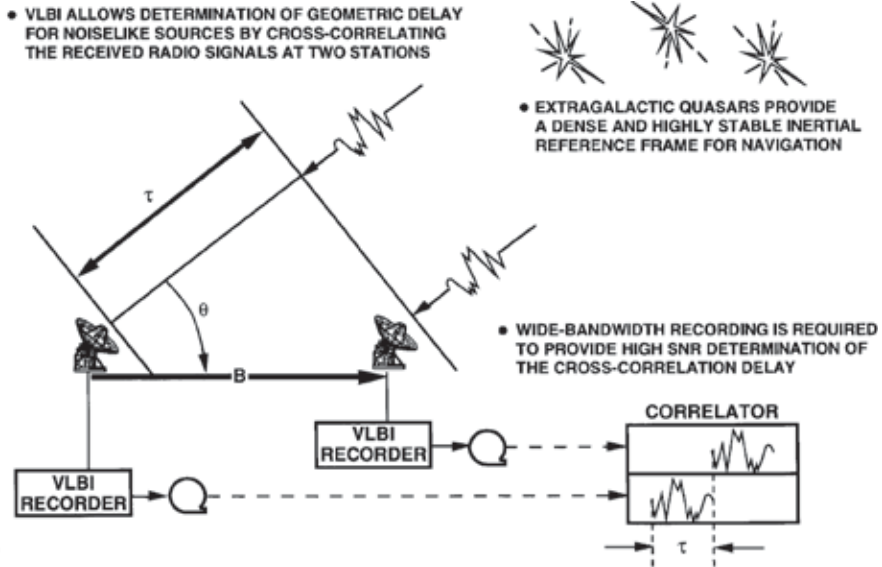 • VLBI ALLOWS DETERMINATION OF GEOMETRIC DELAY
FOR NOISELIKE SOURCES BY CROSS-CORRELATING
THE RECEIVED RADIO SIGNALS AT TWO STATIONS
• EXTRAGALACTIC QUASARS PROVIDE
A DENSE AND HIGHLY STABLE INERTIAL
REFERENCE FRAME FOR NAVIGATION
τ
θ
• WIDE-BANDWIDTH RECORDING IS REQUIRED
TO PROVIDE HIGH SNR DETERMINATION OF
THE CROSS-CORRELATION DELAY
B
CORRELATOR
VLBI
RECORDER
VLBI
RECORDER
τ